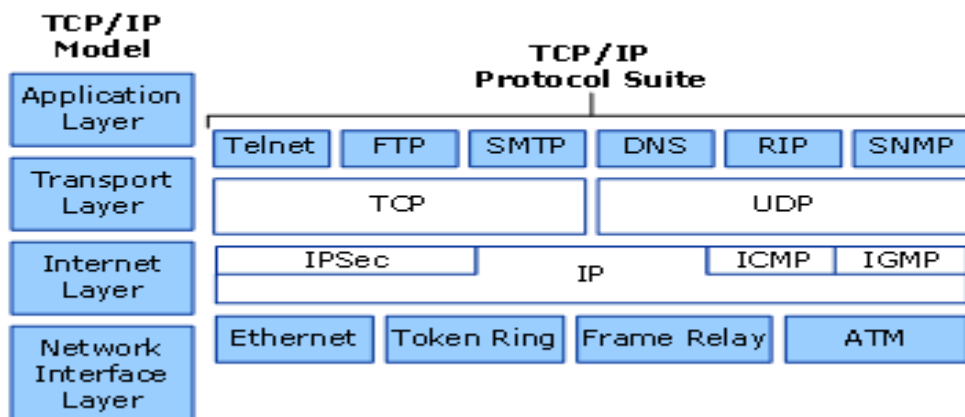 TCP/IP
Model
TCP/IP
Protocol Suite
Application
Layer
Telnet FTP SMTP DNS RIP SNMP
Transport
Layer
TCP UDP
Internet
Layer
IPSec IP ICMP IGMP
Network
Interface
Layer
Ethernet Token Ring Frame Relay ATM